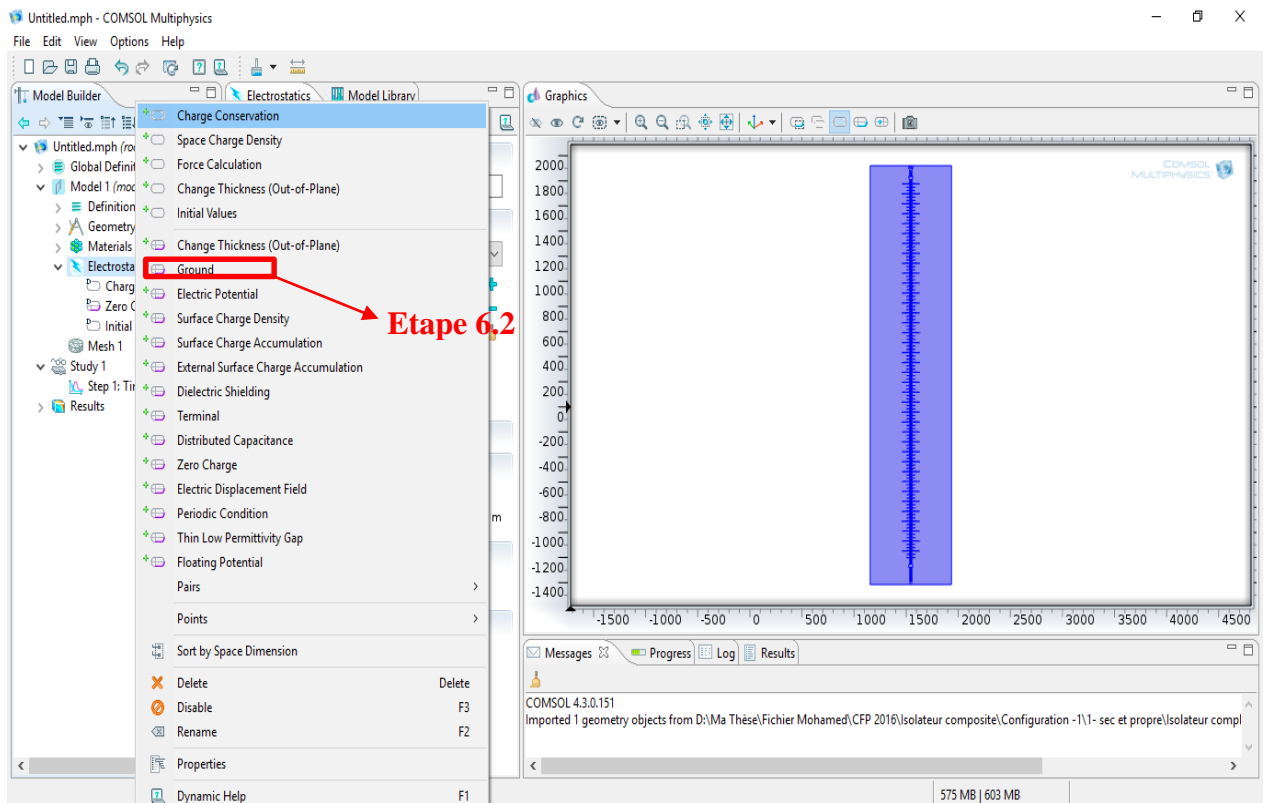 Untitled.mph - COMSOL Multiphysics
File Edit View Options Help
Model Builder
Electrostatics
Model Library
Graphics
Untitled.mph (roo
Global Definit
Model 1 (mod
Definition
Geometry
Materials
Electrosta
Charg
Zero C
Initial
Mesh 1
Study 1
Step 1: Tir
Results
Charge Conservation
Space Charge Density
Force Calculation
Change Thickness (Out-of-Plane)
Initial Values
Change Thickness (Out-of-Plane)
Ground
Electric Potential
Surface Charge Density
Surface Charge Accumulation
External Surface Charge Accumulation
Dielectric Shielding
Terminal
Distributed Capacitance
Zero Charge
Electric Displacement Field
Periodic Condition
Thin Low Permittivity Gap
Floating Potential
Pairs
Points
Sort by Space Dimension
Delete Delete
Disable F3
Rename F2
Properties
Dynamic Help F1
Etape 6.2
m
COMSOL
MULTIPHYSICS
2000
1800
1600
1400
1200
1000
800
600
400
200
0
-200
-400
-600
-800
-1000
-1200
-1400
-1500 -1000 -500 0 500 1000 1500 2000 2500 3000 3500 4000 4500
Messages Progress Log Results
COMSOL 4.3.0.151
Imported 1 geometry objects from D:\Ma Thèse\Fichier Mohamed\CFP 2016\Isolateur composite\Configuration -1\1- sec et propre\Isolateur compl
575 MB | 603 MB